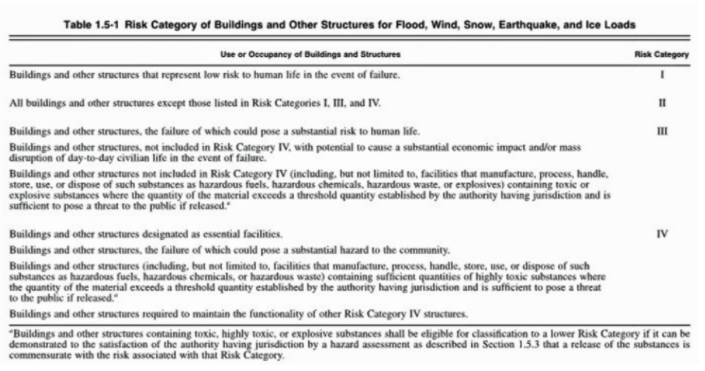 Table 1.5-1 Risk Category of Buildings and Other Structures for Flood, Wind, Snow, Earthquake, and Ice Loads
Use or Occupancy of Buildings and Structures Risk Category
Buildings and other structures that represent low risk to human life in the event of failure. I
All buildings and other structures except those listed in Risk Categories I, III, and IV. II
Buildings and other structures, the failure of which could pose a substantial risk to human life. III
Buildings and other structures, not included in Risk Category IV, with potential to cause a substantial economic impact and/or mass
disruption of day-to-day civilian life in the event of failure.
Buildings and other structures not included in Risk Category IV (including, but not limited to, facilities that manufacture, process, handle,
store, use, or dispose of such substances as hazardous fuels, hazardous chemicals, hazardous waste, or explosives) containing toxic or
explosive substances where the quantity of the material exceeds a threshold quantity established by the authority having jurisdiction and is
sufficient to pose a threat to the public if released.ª
Buildings and other structures designated as essential facilities. IV
Buildings and other structures, the failure of which could pose a substantial hazard to the community.
Buildings and other structures (including, but not limited to, facilities that manufacture, process, handle, store, use, or dispose of such
substances as hazardous fuels, hazardous chemicals, or hazardous waste) containing sufficient quantities of highly toxic substances where
the quantity of the material exceeds a threshold quantity established by the authority having jurisdiction and is sufficient to pose a threat
to the public if released.ª
Buildings and other structures required to maintain the functionality of other Risk Category IV structures.
ªBuildings and other structures containing toxic, highly toxic, or explosive substances shall be eligible for classification to a lower Risk Category if it can be
demonstrated to the satisfaction of the authority having jurisdiction by a hazard assessment as described in Section 1.5.3 that a release of the substances is
commensurate with the risk associated with that Risk Category.